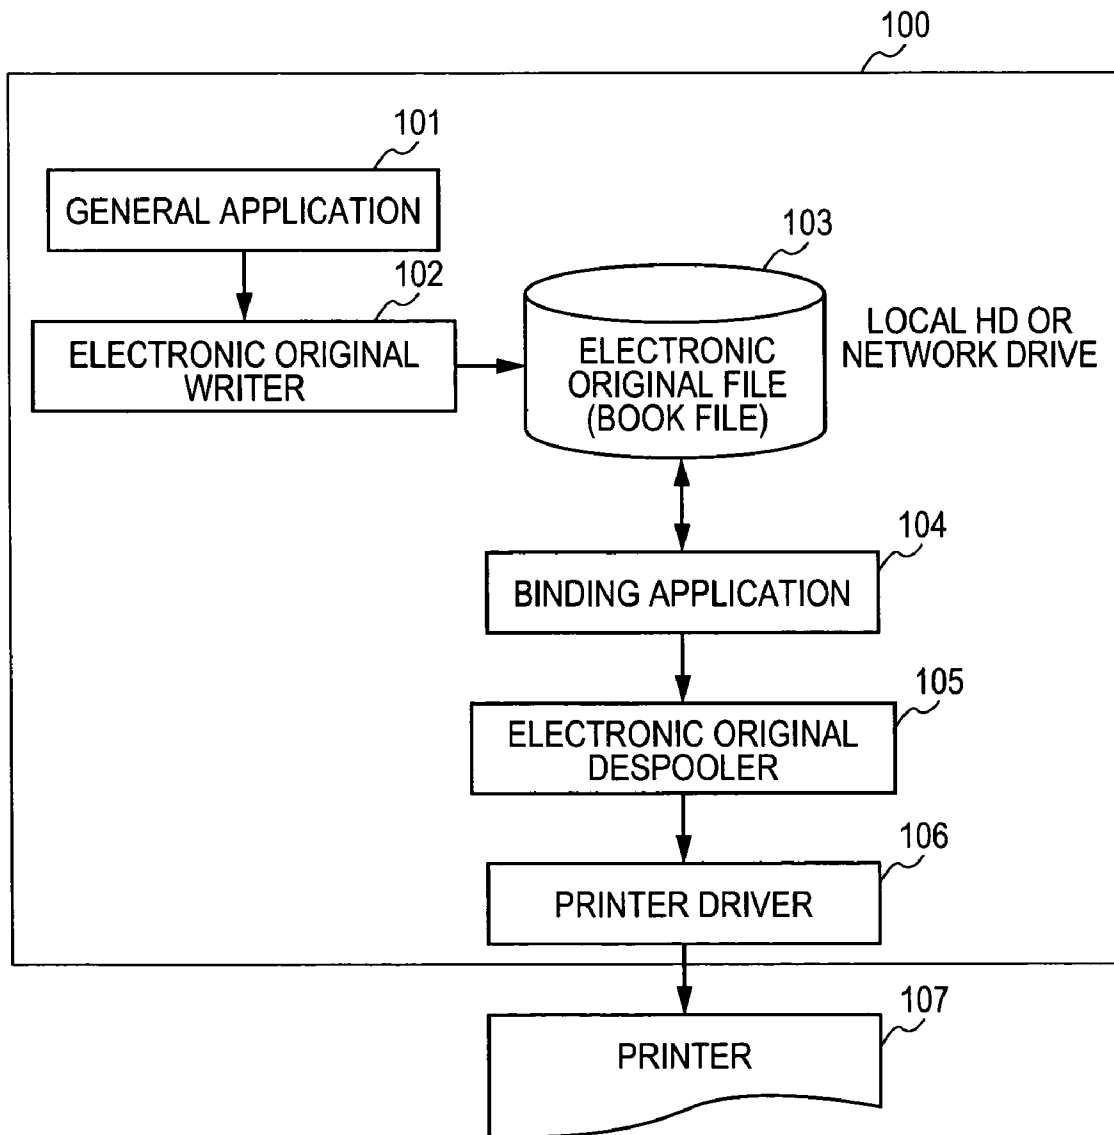 100
101
GENERAL APPLICATION
102
ELECTRONIC ORIGINAL
WRITER
103
ELECTRONIC
ORIGINAL FILE
(BOOK FILE)
LOCAL HD OR
NETWORK DRIVE
104
BINDING APPLICATION
105
ELECTRONIC ORIGINAL
DESPOOLER
106
PRINTER DRIVER
107
PRINTER